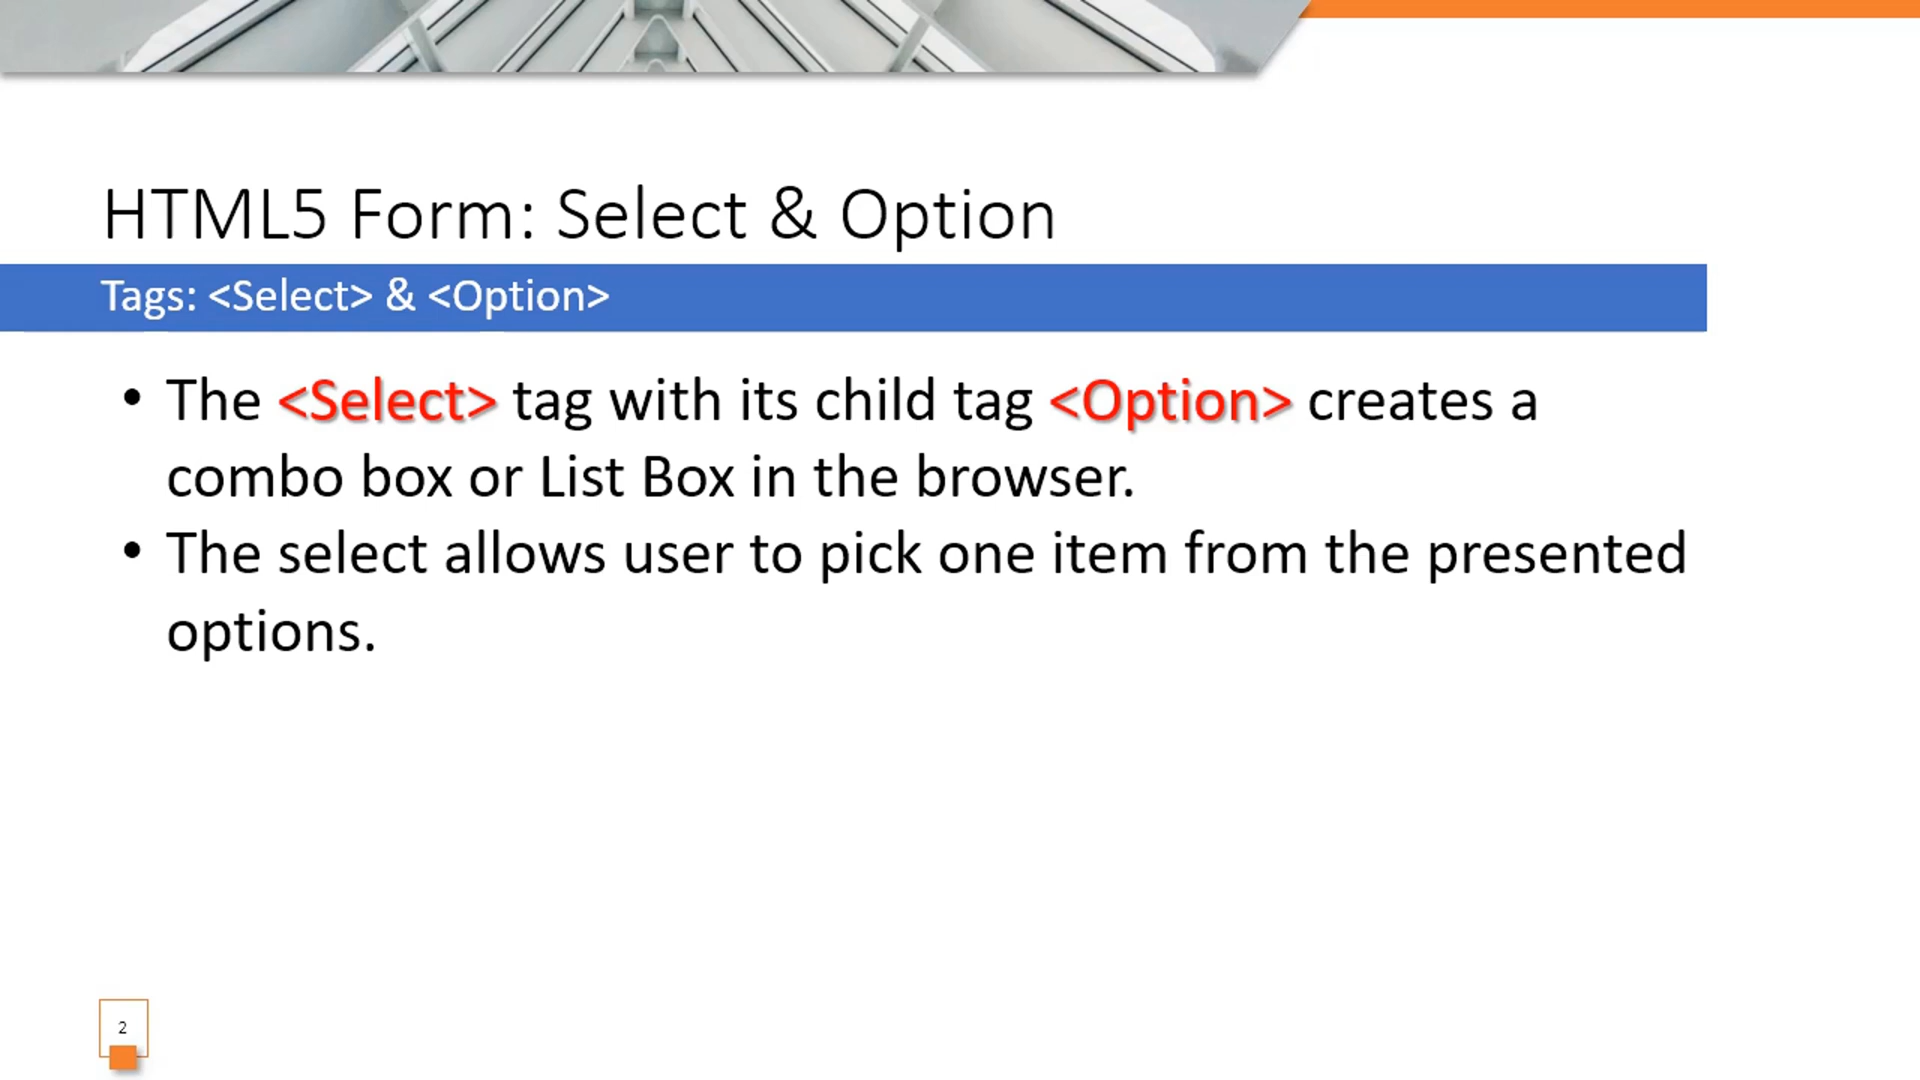 HTML5 Form: Select & Option
Tags: <Select> & <Option>
• The <Select> tag with its child tag <Option> creates a
combo box or List Box in the browser.
• The select allows user to pick one item from the presented
options.
2